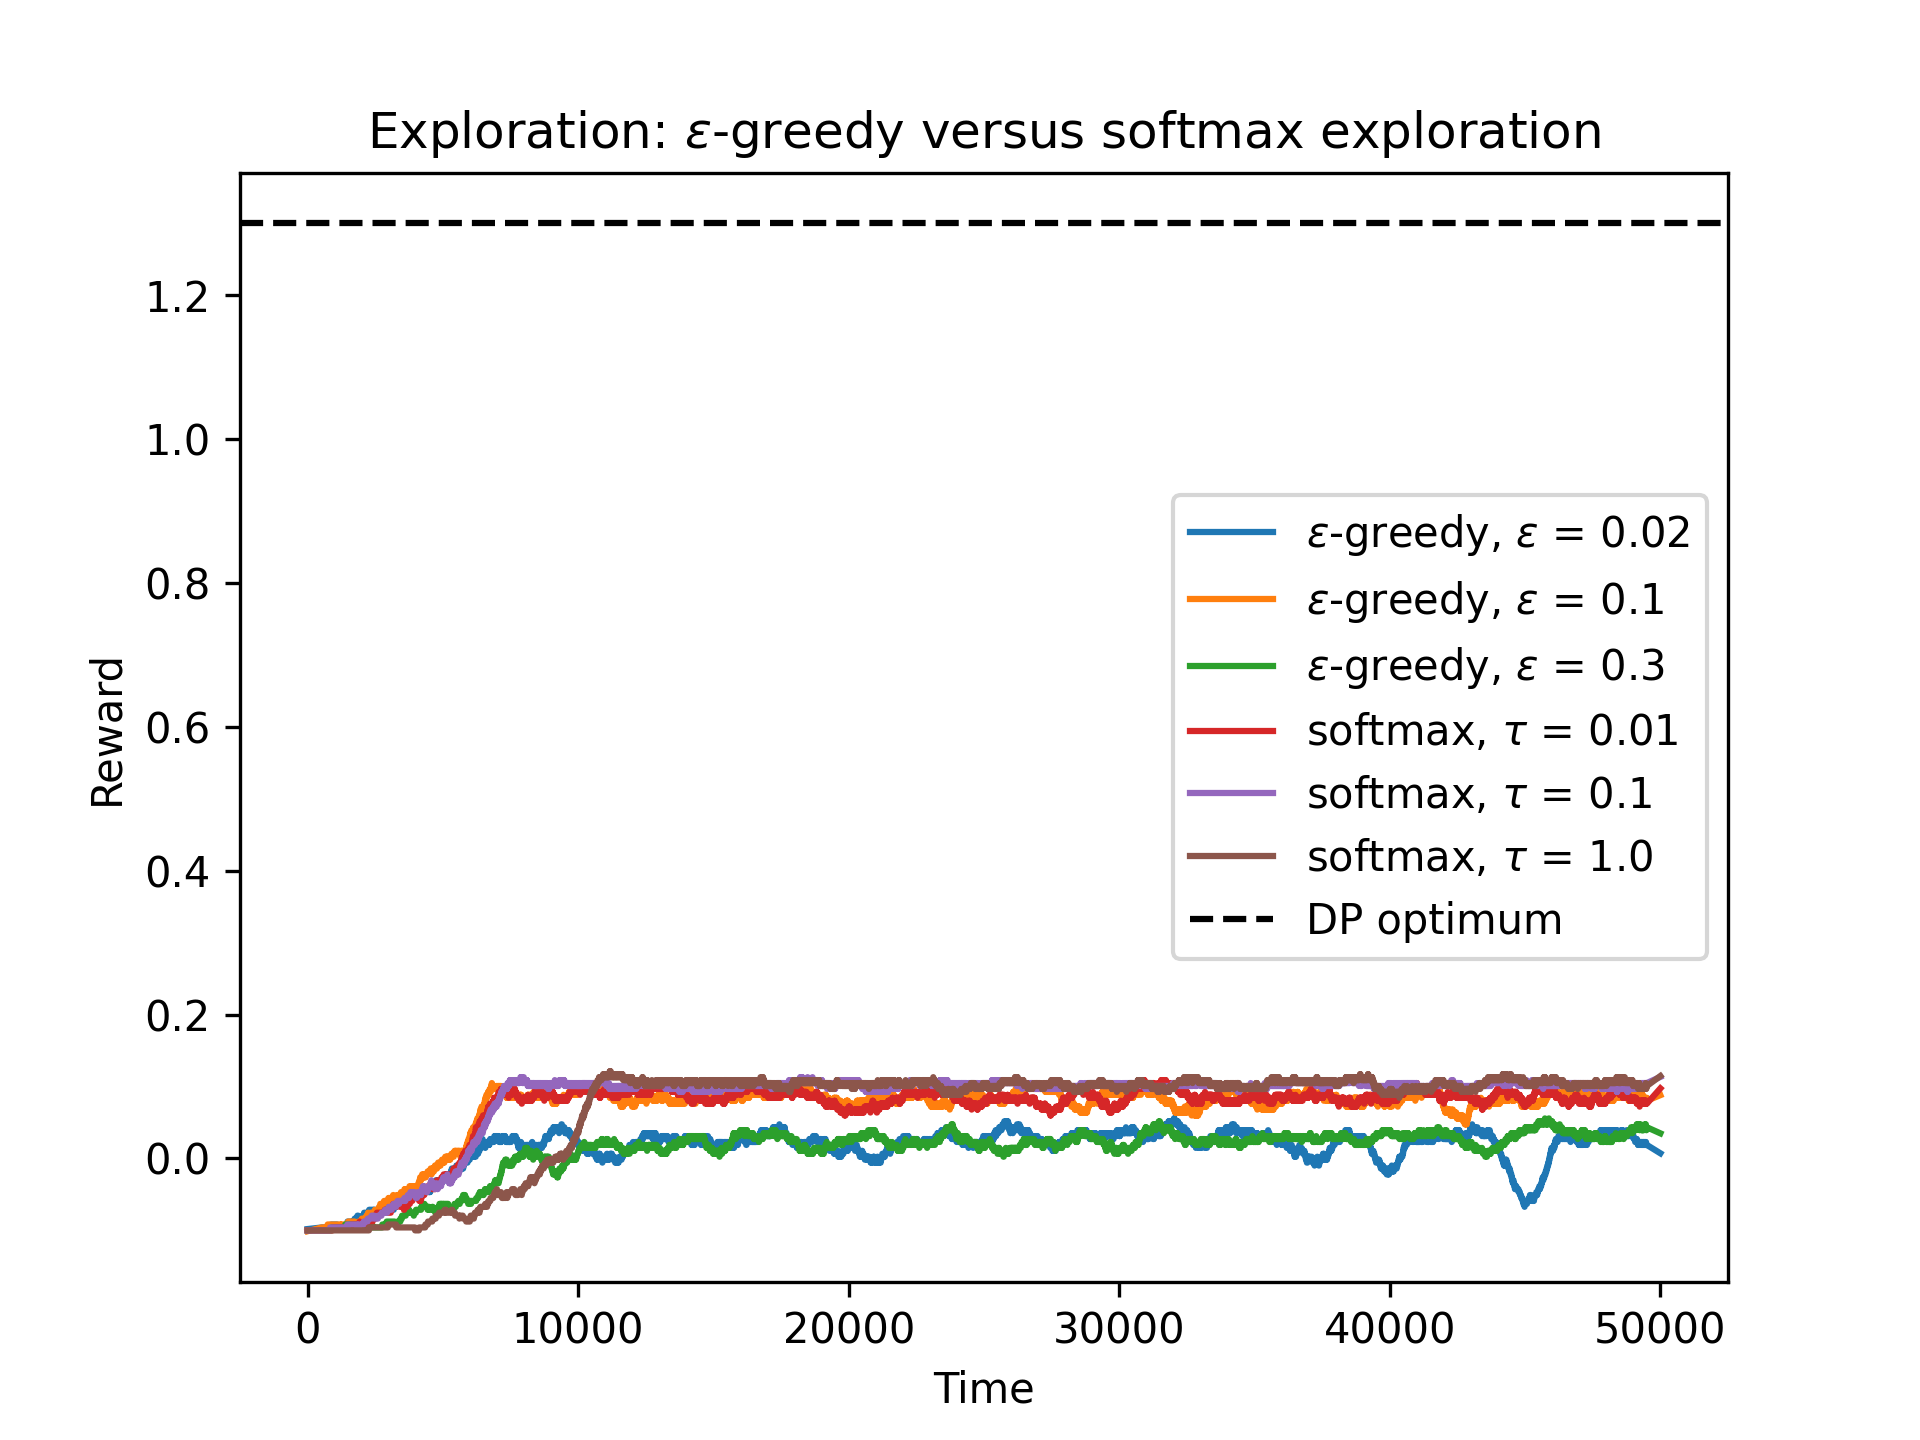 Exploration: ε-greedy versus softmax exploration
1.2
1.0
0.8
0.6
0.4
0.2
0.0
Reward
ε-greedy, ε = 0.02
ε-greedy, ε = 0.1
ε-greedy, ε = 0.3
softmax, τ = 0.01
softmax, τ = 0.1
softmax, τ = 1.0
DP optimum
0 10000 20000 30000 40000 50000
Time